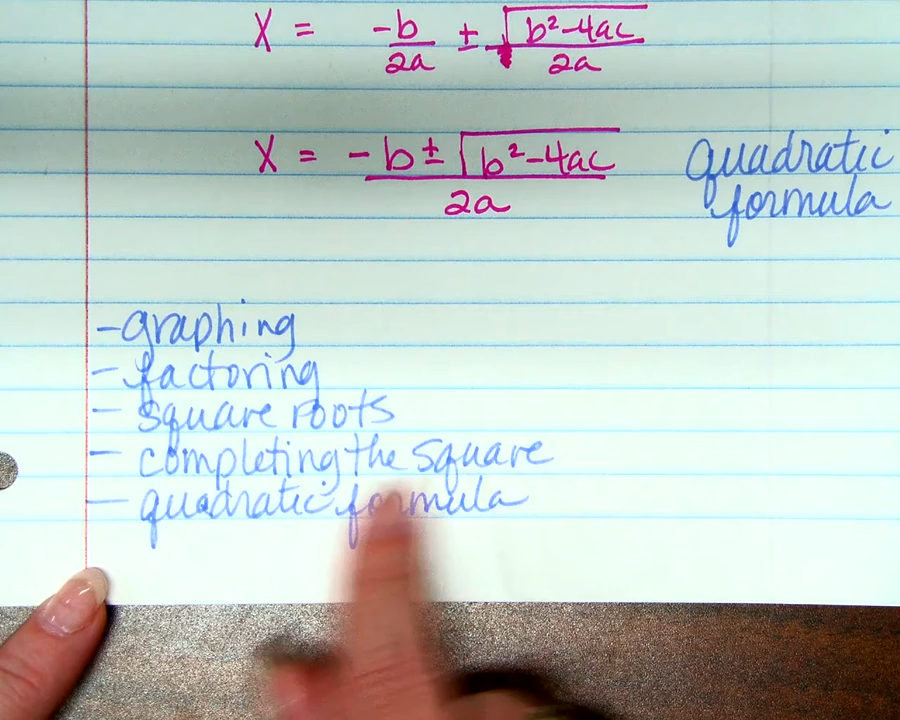 x = -b/2a ± √b²-4ac/2a
x = -b±√b²-4ac/2a
quadratic
formula
-graphing
- factoring
- square roots
- completing the square
- quadratic formula